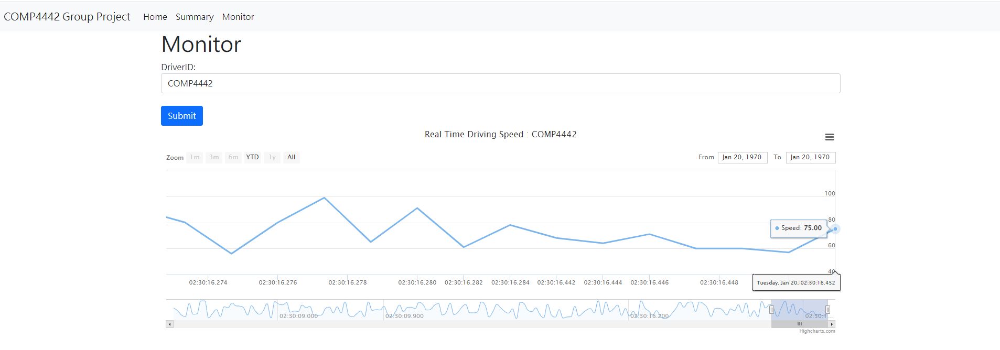 COMP4442 Group Project Home Summary Monitor
Monitor
DriverID:
COMP4442
Submit
Real Time Driving Speed : COMP4442
Zoom 1m 3m 6m YTD 1y All From Jan 20, 1970 To Jan 20, 1970
100
80
Speed: 75.00
60
40
02:30:16.274 02:30:16.276 02:30:16.278 02:30:16.280 02:30:16.282 02:30:16.284 02:30:16.442 02:30:16.444 02:30:16.446 02:30:16.448 Tuesday, Jan 20, 02:30:16.452
02:30:09.000 02:30:09.900 02:30:16.200 02:30:1...
Highcharts.com